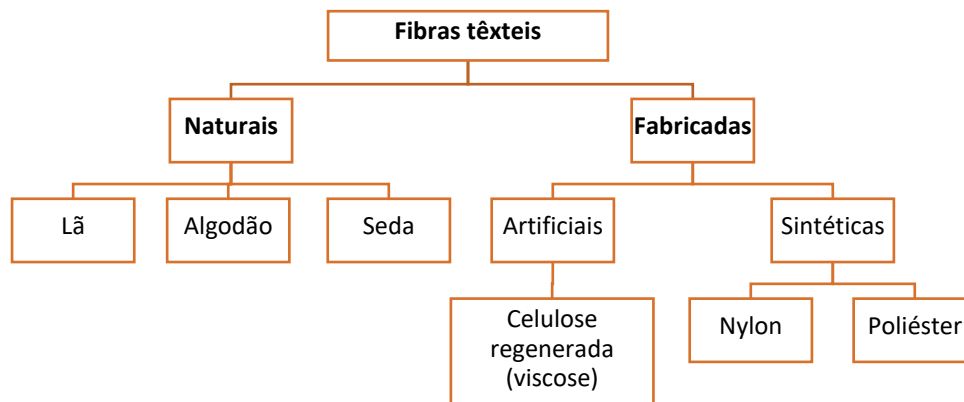 Fibras têxteis
Naturais
Fabricadas
Lã
Algodão
Seda
Artificiais
Sintéticas
Celulose
regenerada
(viscose)
Nylon
Poliéster